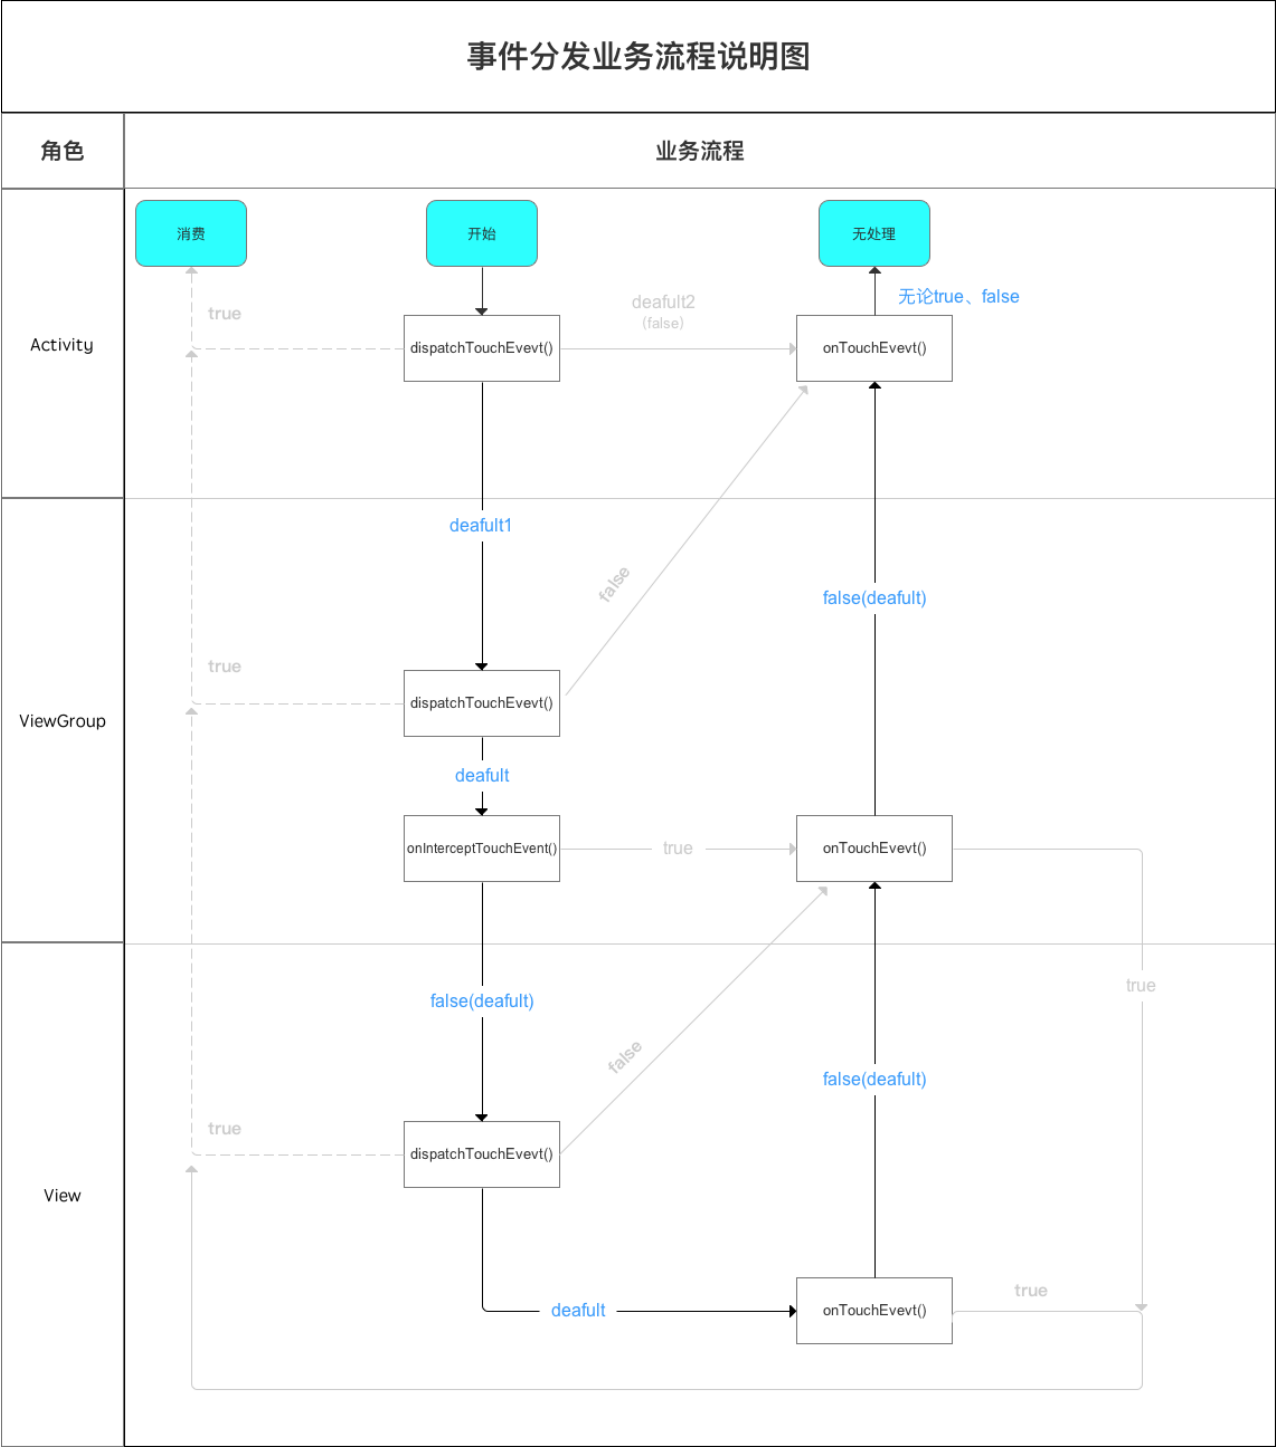 事件分发业务流程说明图
角色
业务流程
消费
开始
无处理
无论true、false
true
deafult2
(false)
Activity
dispatchTouchEvevt()
onTouchEvevt()
deafult1
false
false(deafult)
true
ViewGroup
dispatchTouchEvevt()
deafult
onInterceptTouchEvent()
true
onTouchEvevt()
true
false(deafult)
false
false(deafult)
true
dispatchTouchEvevt()
View
deafult
onTouchEvevt()
true